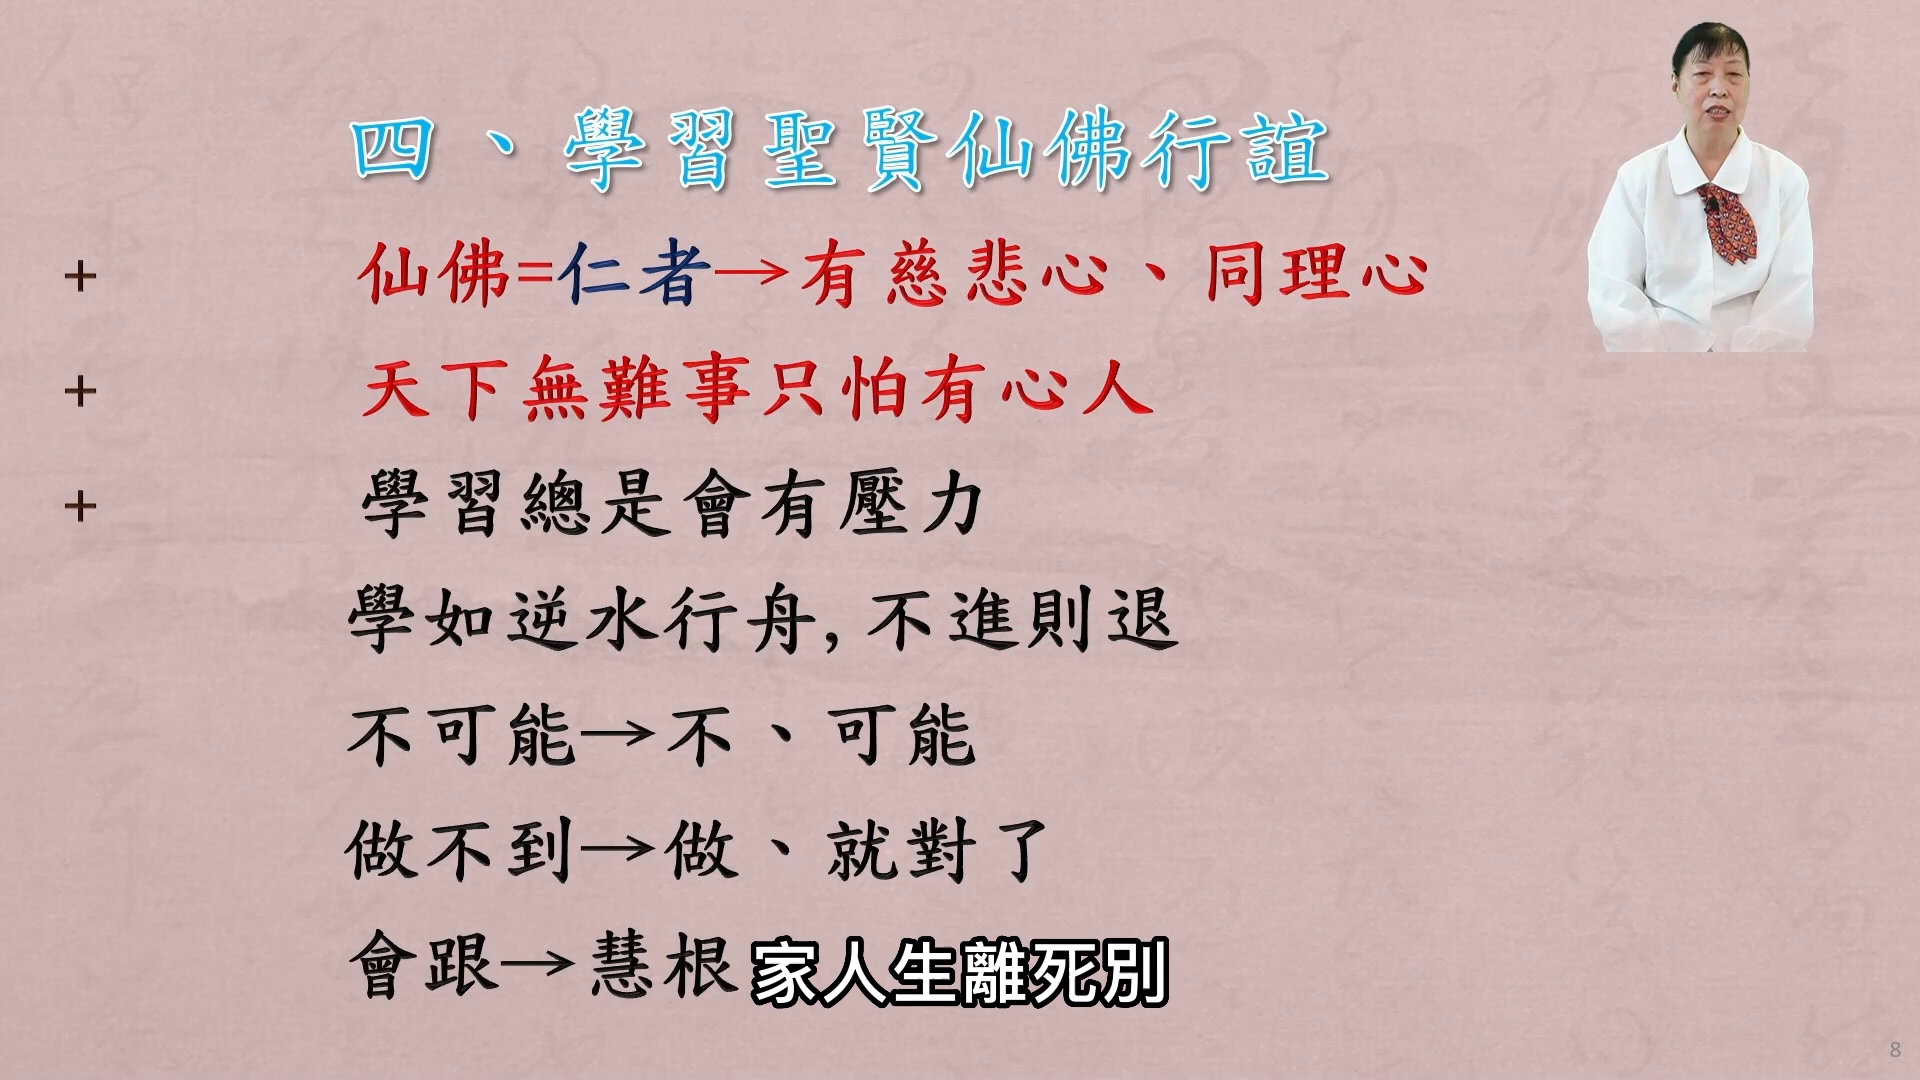 四、學習聖賢仙佛行誼
+ 仙佛=仁者→有慈悲心、同理心
+ 天下無難事只怕有心人
+ 學習總是會有壓力
學如逆水行舟,不進則退
不可能→不、可能
做不到→做、就對了
會跟→慧根
家人生離死別
8